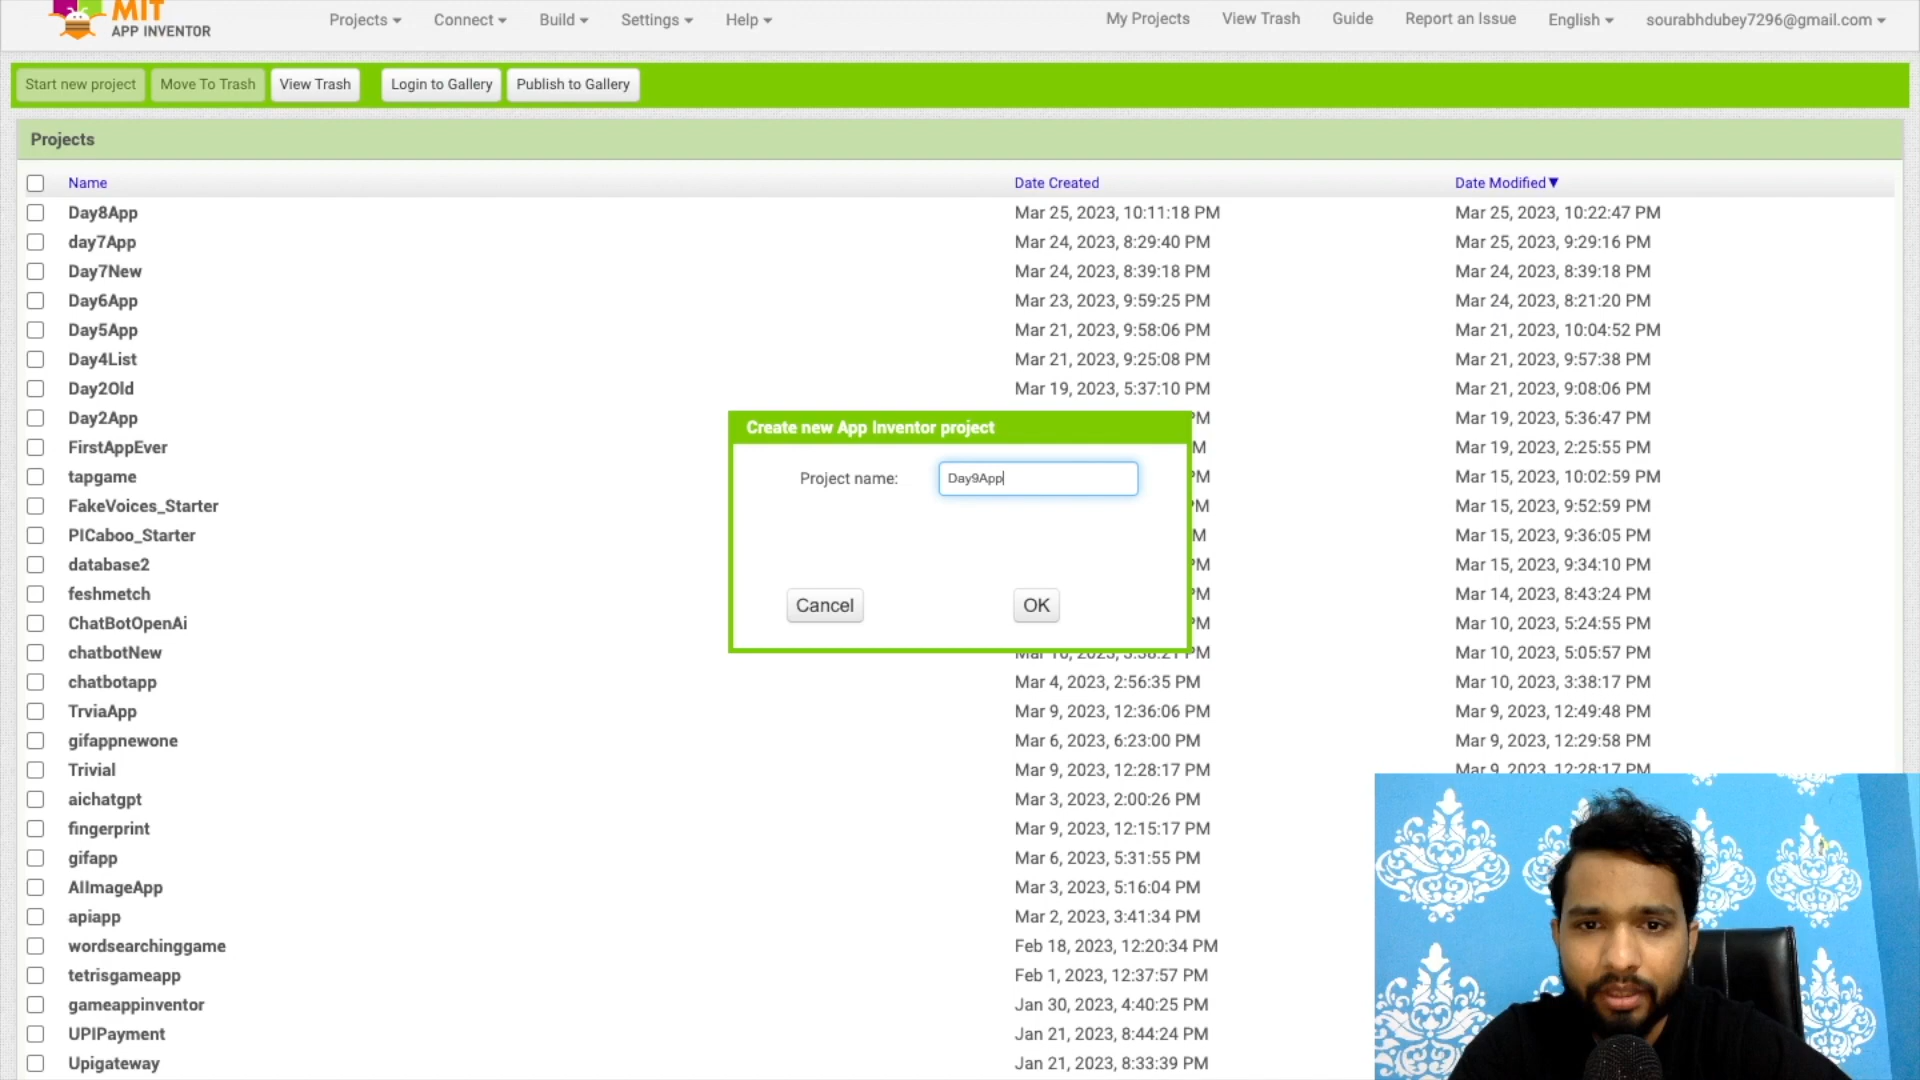 MIT
APP INVENTOR
Projects Connect Build Settings Help My Projects View Trash Guide Report an Issue English sourabhdubey7296@gmail.com
Start new project Move To Trash View Trash Login to Gallery Publish to Gallery
Projects
Name Date Created Date Modified▼
Day8App Mar 25, 2023, 10:11:18 PM Mar 25, 2023, 10:22:47 PM
day7App Mar 24, 2023, 8:29:40 PM Mar 25, 2023, 9:29:16 PM
Day7New Mar 24, 2023, 8:39:18 PM Mar 24, 2023, 8:39:18 PM
Day6App Mar 23, 2023, 9:59:25 PM Mar 24, 2023, 8:21:20 PM
Day5App Mar 21, 2023, 9:58:06 PM Mar 21, 2023, 10:04:52 PM
Day4List Mar 21, 2023, 9:25:08 PM Mar 21, 2023, 9:57:38 PM
Day2Old Mar 19, 2023, 5:37:10 PM Mar 21, 2023, 9:08:06 PM
Day2App PM Mar 19, 2023, 5:36:47 PM
Create new App Inventor project
FirstAppEver M Mar 19, 2023, 2:25:55 PM
tapgame PM Mar 15, 2023, 10:02:59 PM
Project name: Day9App
FakeVoices_Starter PM Mar 15, 2023, 9:52:59 PM
PICaboo_Starter M Mar 15, 2023, 9:36:05 PM
database2 PM Mar 15, 2023, 9:34:10 PM
feshmetch PM Mar 14, 2023, 8:43:24 PM
Cancel OK
ChatBotOpenAi PM Mar 10, 2023, 5:24:55 PM
chatbotNew PM Mar 10, 2023, 5:05:57 PM
chatbotapp Mar 4, 2023, 2:56:35 PM Mar 10, 2023, 3:38:17 PM
TrviaApp Mar 9, 2023, 12:36:06 PM Mar 9, 2023, 12:49:48 PM
gifappnewone Mar 6, 2023, 6:23:00 PM Mar 9, 2023, 12:29:58 PM
Trivial Mar 9, 2023, 12:28:17 PM Mar 9, 2023, 12:28:17 PM
aichatgpt Mar 3, 2023, 2:00:26 PM
fingerprint Mar 9, 2023, 12:15:17 PM
gifapp Mar 6, 2023, 5:31:55 PM
AIImageApp Mar 3, 2023, 5:16:04 PM
apiapp Mar 2, 2023, 3:41:34 PM
wordsearchinggame Feb 18, 2023, 12:20:34 PM
tetrisgameapp Feb 1, 2023, 12:37:57 PM
gameappinventor Jan 30, 2023, 4:40:25 PM
UPIPayment Jan 21, 2023, 8:44:24 PM
Upigateway Jan 21, 2023, 8:33:39 PM